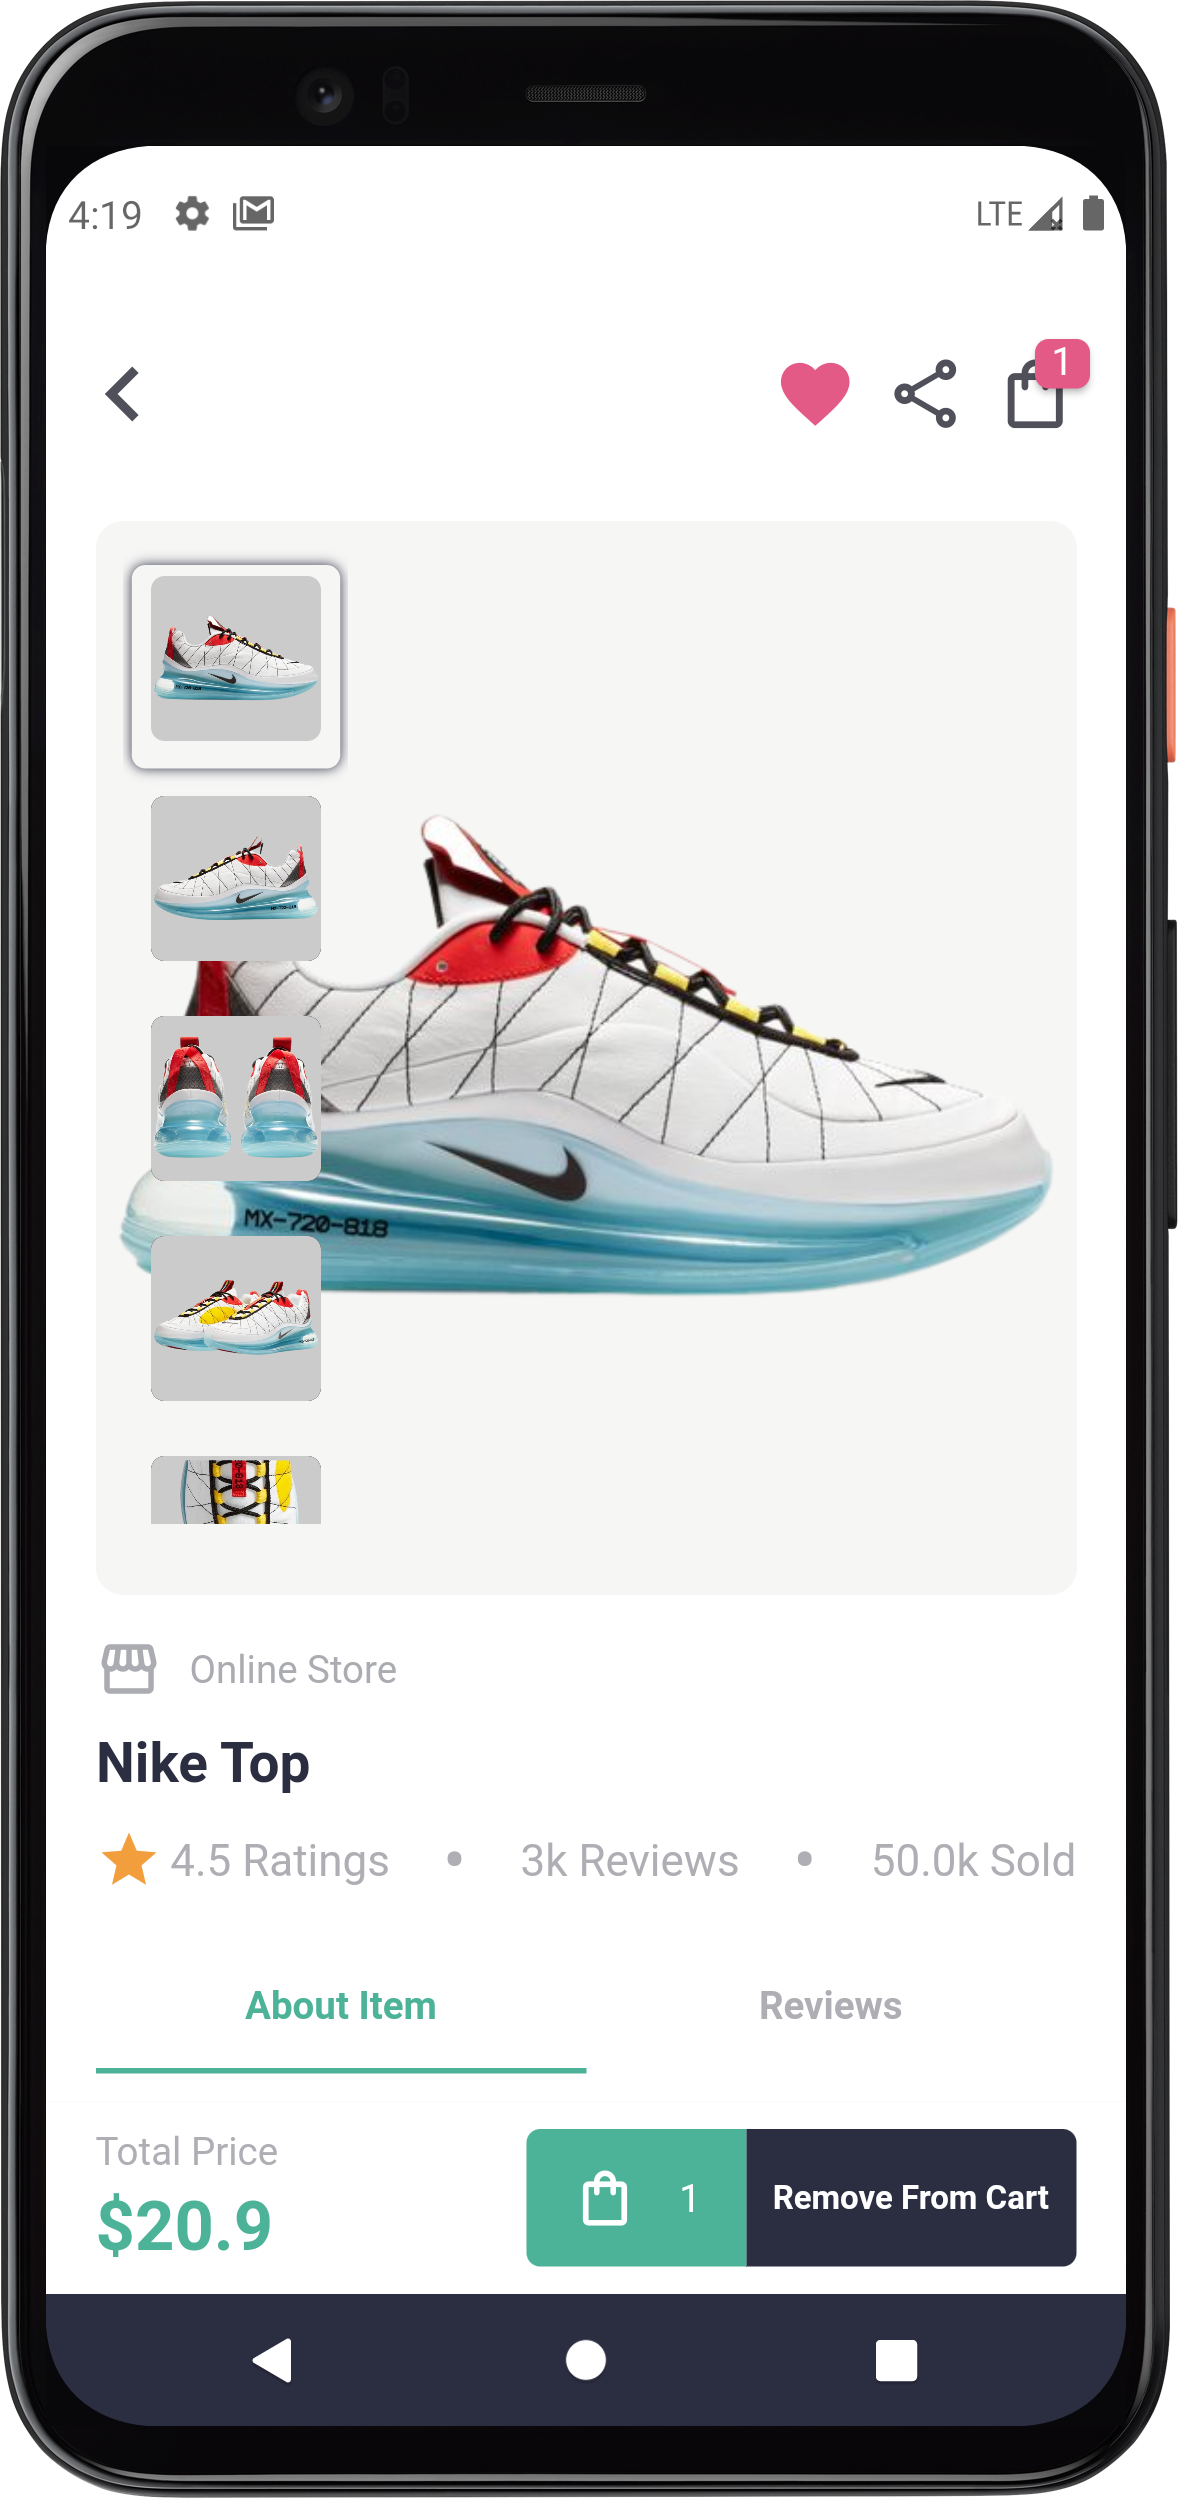 4:19 LTE
1
MX-720-818
Online Store
Nike Top
4.5 Ratings • 3k Reviews • 50.0k Sold
About Item Reviews
Total Price
$20.9
1 Remove From Cart